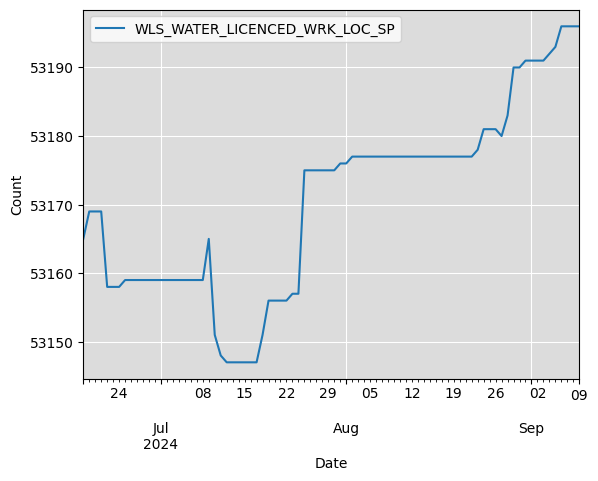 WLS_WATER_LICENCED_WRK_LOC_SP
53190
53180
53170
53160
53150
Count
24 08 15 22 29 05 12 19 26 02 09
Jul Aug Sep
2024
Date